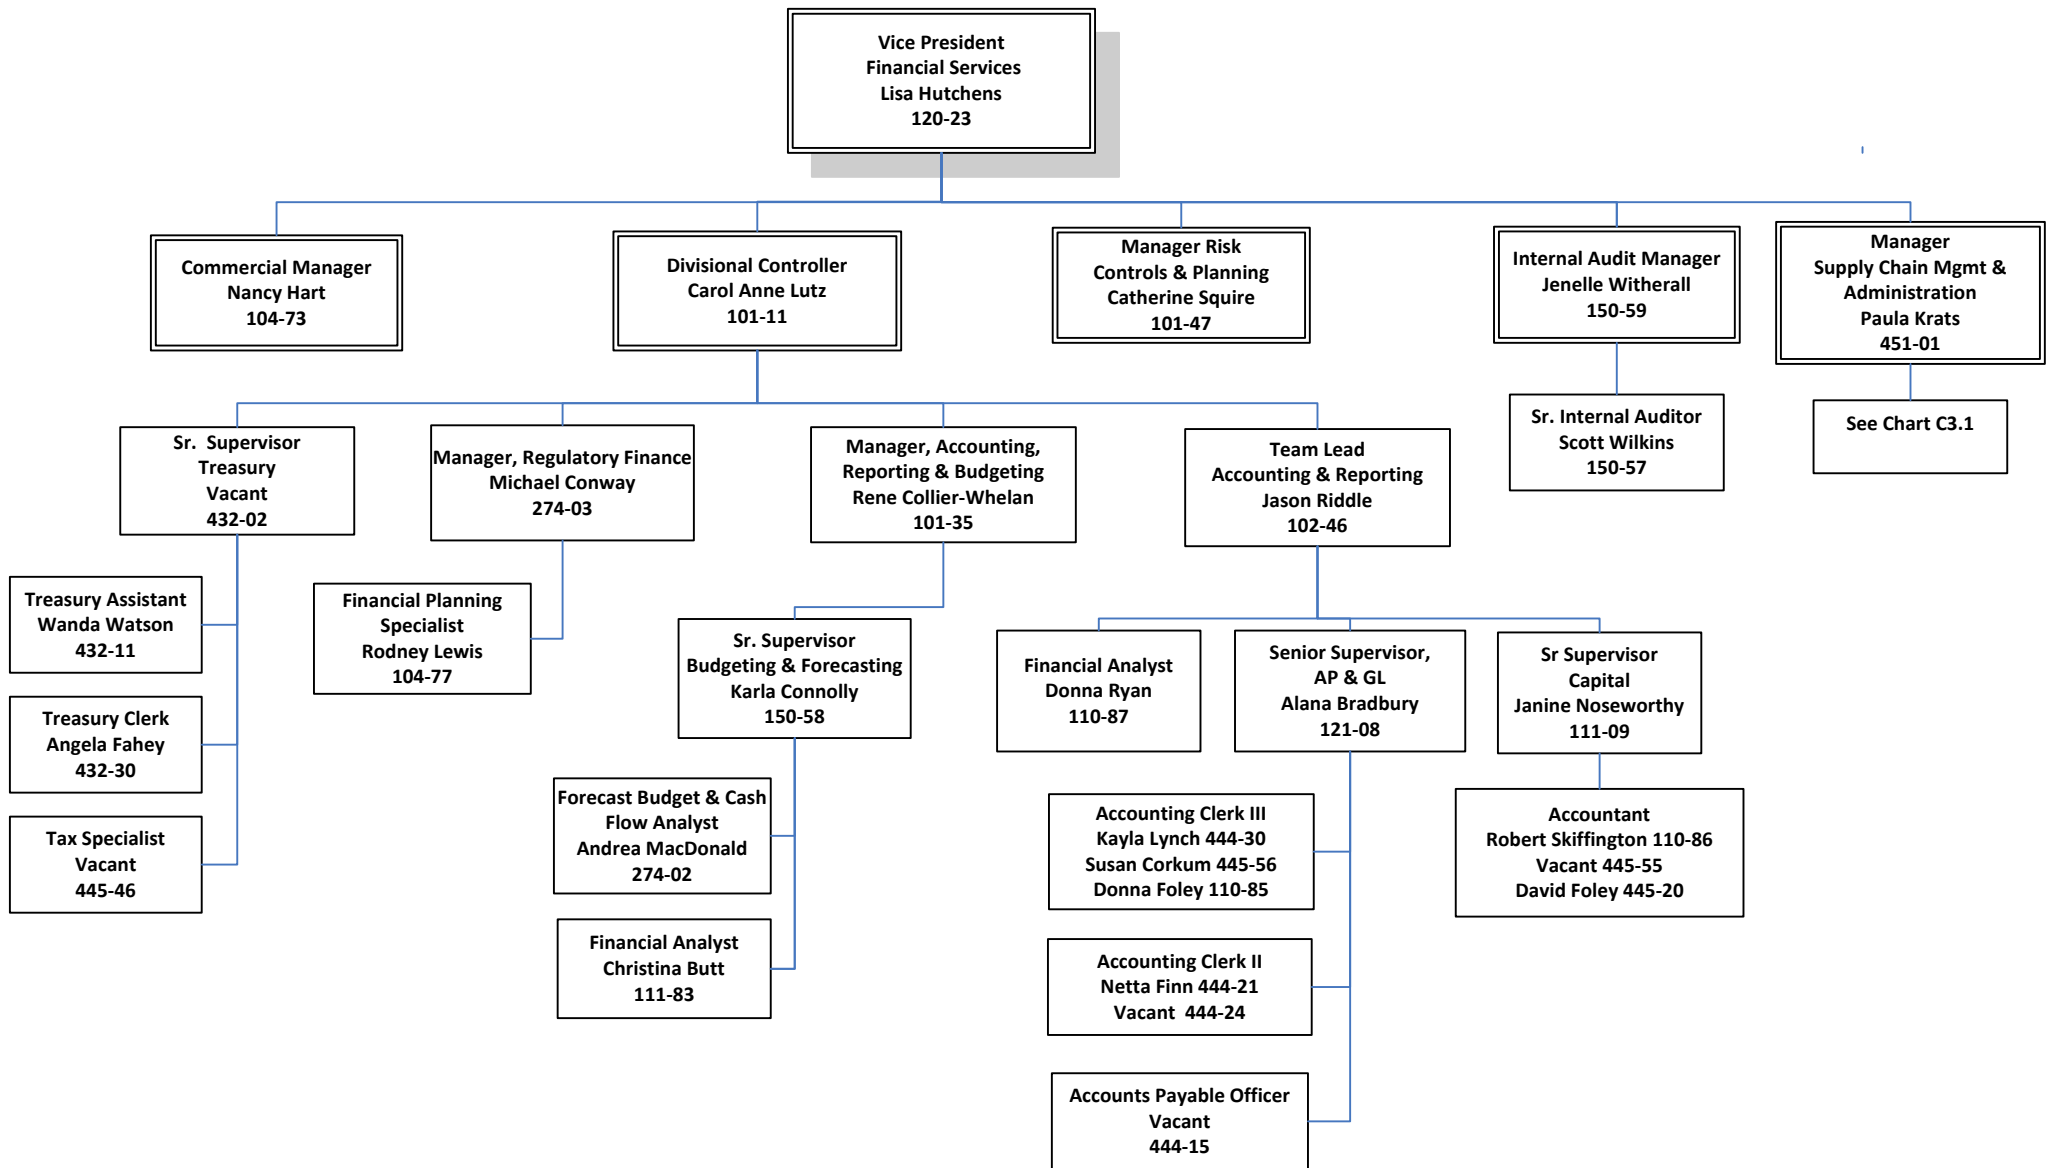 Vice President
Financial Services
Lisa Hutchens
120-23
Commercial Manager
Nancy Hart
104-73
Divisional Controller
Carol Anne Lutz
101-11
Manager Risk
Controls & Planning
Catherine Squire
101-47
Internal Audit Manager
Jenelle Witherall
150-59
Manager
Supply Chain Mgmt &
Administration
Paula Krats
451-01
Sr. Supervisor
Treasury
Vacant
432-02
Manager, Regulatory Finance
Michael Conway
274-03
Manager, Accounting,
Reporting & Budgeting
Rene Collier-Whelan
101-35
Team Lead
Accounting & Reporting
Jason Riddle
102-46
Sr. Internal Auditor
Scott Wilkins
150-57
See Chart C3.1
Treasury Assistant
Wanda Watson
432-11
Financial Planning
Specialist
Rodney Lewis
104-77
Sr. Supervisor
Budgeting & Forecasting
Karla Connolly
150-58
Financial Analyst
Donna Ryan
110-87
Senior Supervisor,
AP & GL
Alana Bradbury
121-08
Sr Supervisor
Capital
Janine Noseworthy
111-09
Treasury Clerk
Angela Fahey
432-30
Forecast Budget & Cash
Flow Analyst
Andrea MacDonald
274-02
Accounting Clerk III
Kayla Lynch 444-30
Susan Corkum 445-56
Donna Foley 110-85
Accountant
Robert Skiffington 110-86
Vacant 445-55
David Foley 445-20
Tax Specialist
Vacant
445-46
Financial Analyst
Christina Butt
111-83
Accounting Clerk II
Netta Finn 444-21
Vacant 444-24
Accounts Payable Officer
Vacant
444-15